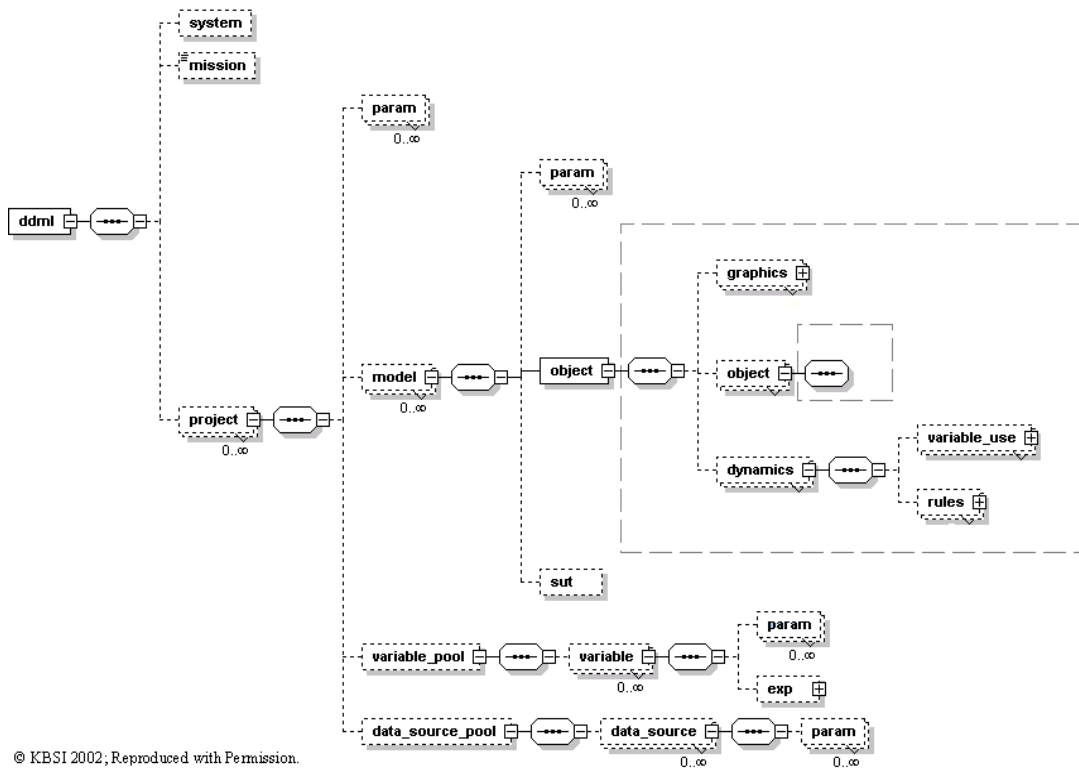 system
mission
param
0..∞
param
0..∞
ddml
graphics
model
0..∞
object
object
project
0..∞
variable_use
dynamics
rules
sut
param
0..∞
variable_pool
variable
0..∞
exp
data_source_pool
data_source
0..∞
param
0..∞
© KBSI 2002; Reproduced with Permission.